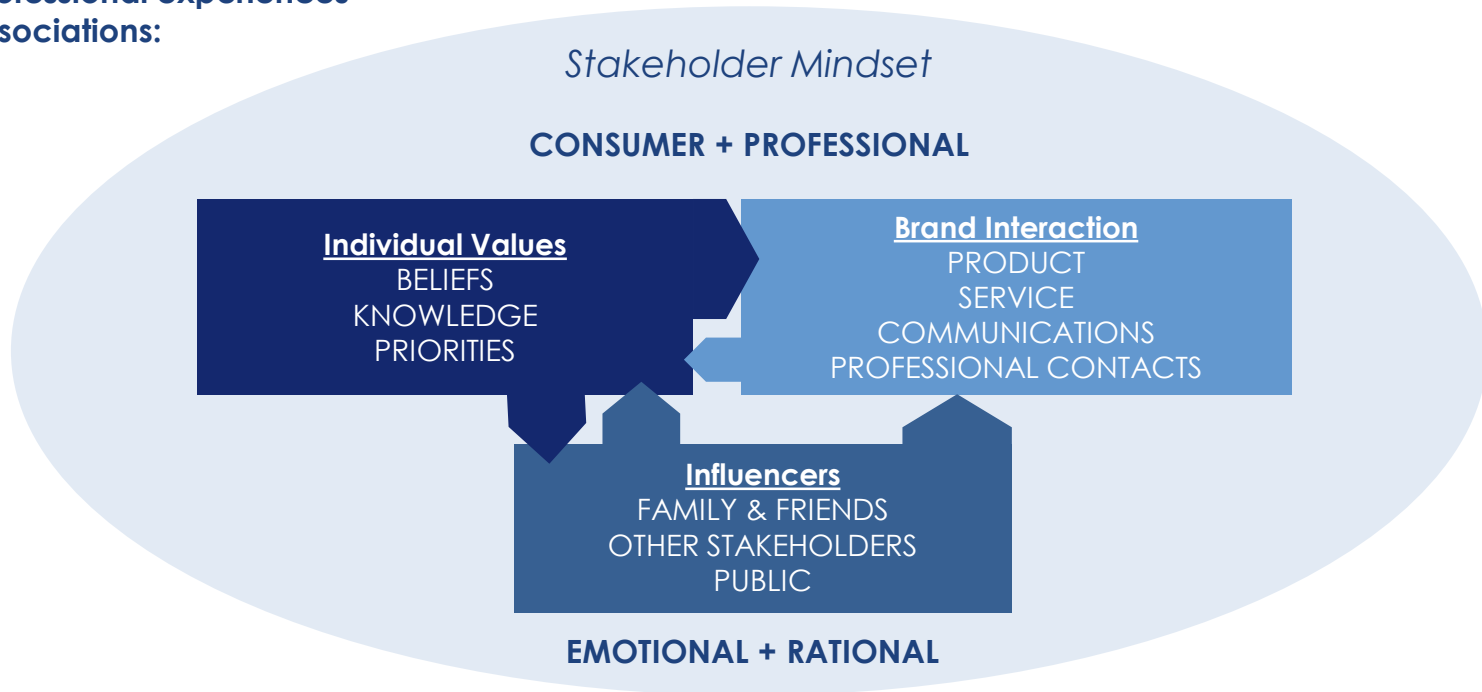 experiences
Stakeholder Mindset
CONSUMER + PROFESSIONAL
Individual Values
BELIEFS
KNOWLEDGE
PRIORITIES
Brand Interaction
PRODUCT
SERVICE
COMMUNICATIONS
PROFESSIONAL CONTACTS
Influencers
FAMILY & FRIENDS
OTHER STAKEHOLDERS
PUBLIC
EMOTIONAL + RATIONAL